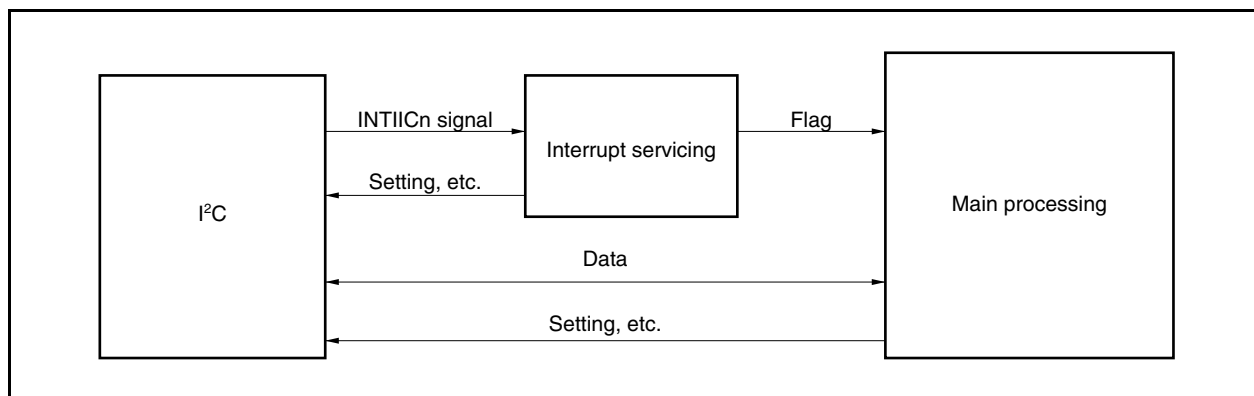 INTIICn signal
Flag
Interrupt servicing
Setting, etc.
I²C
Main processing
Data
Setting, etc.